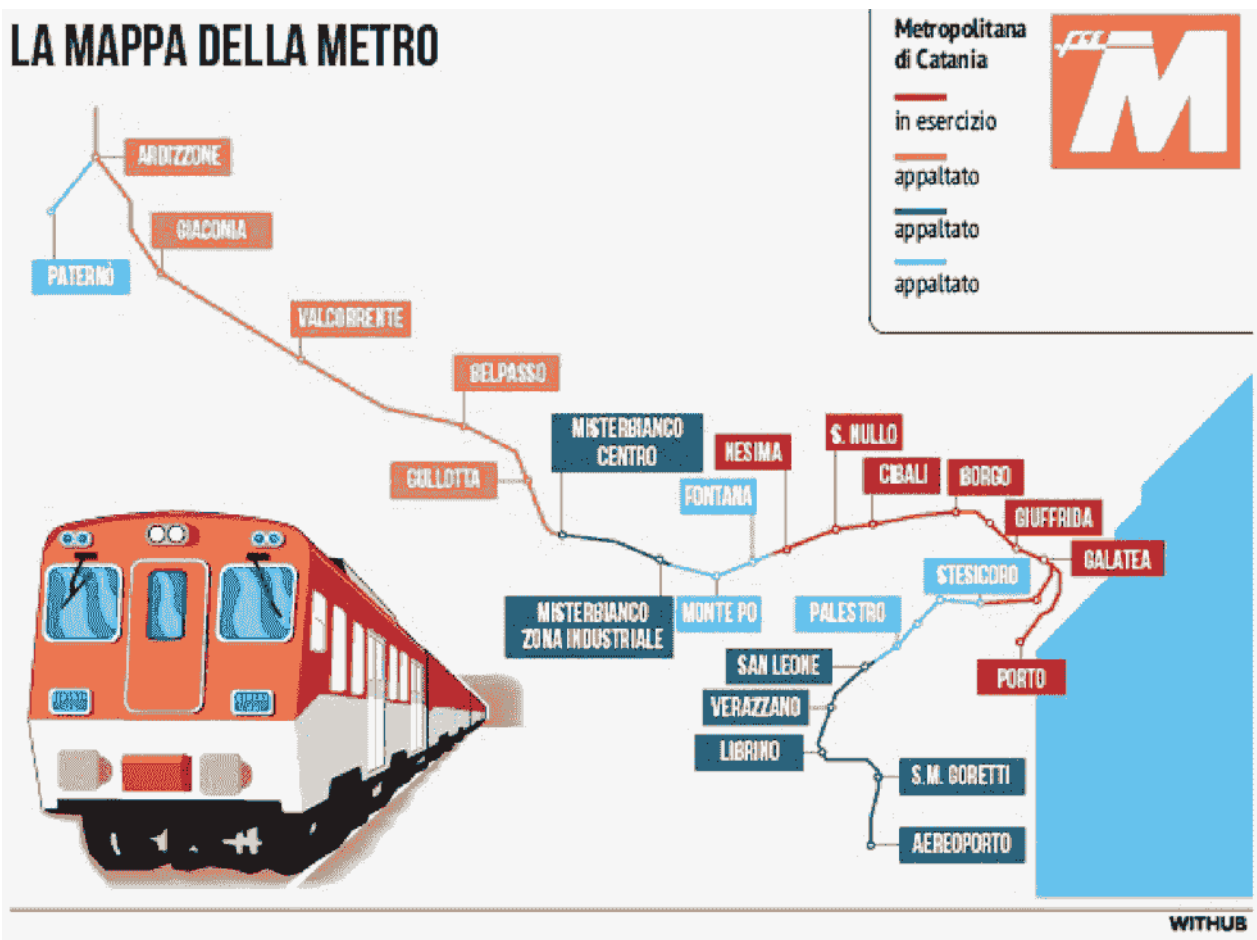 LA MAPPA DELLA METRO
Metropolitana
di Catania
in esercizio
appaltato
appaltato
appaltato
fce
M
ARDIZZONE
GIACONIA
PATERNÒ
VALCORRENTE
BELPASSO
GULLOTTA
MISTERBIANCO
CENTRO
NESIMA
S. NULLO
CIBALI
BORGO
FONTANA
GIUFFRIDA
GALATEA
STESICORO
MISTERBIANCO
ZONA INDUSTRIALE
MONTE PO
PALESTRO
SAN LEONE
PORTO
VERAZZANO
LIBRINO
S.M. GORETTI
AEREOPORTO
WITHUB